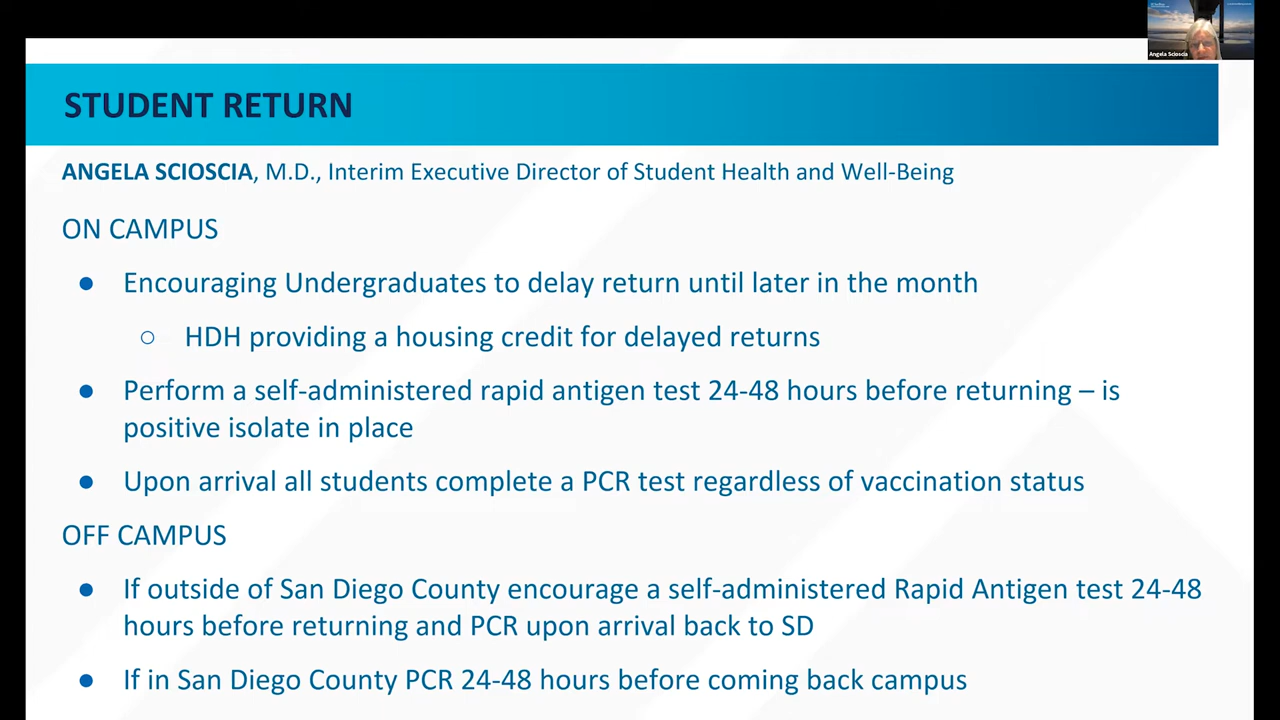 Angela Scioscia
STUDENT RETURN
ANGELA SCIOSCIA, M.D., Interim Executive Director of Student Health and Well-Being
ON CAMPUS
● Encouraging Undergraduates to delay return until later in the month
○ HDH providing a housing credit for delayed returns
● Perform a self-administered rapid antigen test 24-48 hours before returning – is
positive isolate in place
● Upon arrival all students complete a PCR test regardless of vaccination status
OFF CAMPUS
● If outside of San Diego County encourage a self-administered Rapid Antigen test 24-48
hours before returning and PCR upon arrival back to SD
● If in San Diego County PCR 24-48 hours before coming back campus